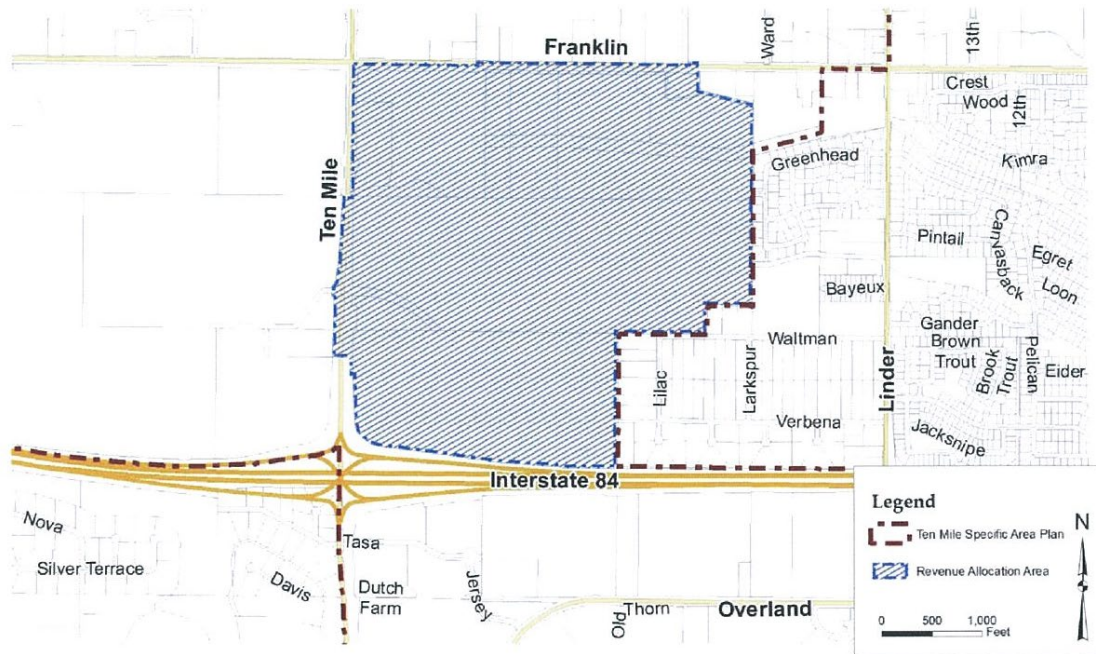 Franklin
Ward
13th
Crest
Wood
12th
Kimra
Greenhead
Ten Mile
Pintail
Canvasback
Egret
Loon
Bayeux
Gander
Brown
Trout
Waltman
Brook
Trout
Pelican
Eider
Lilac
Larkspur
Linder
Verbena
Jacksnipe
Interstate 84
Legend
Ten Mile Specific Area Plan
Revenue Allocation Area
N
0 500 1,000
Feet
Nova
Silver Terrace
Tasa
Davis
Dutch
Farm
Jersey
Old
Thorn
Overland